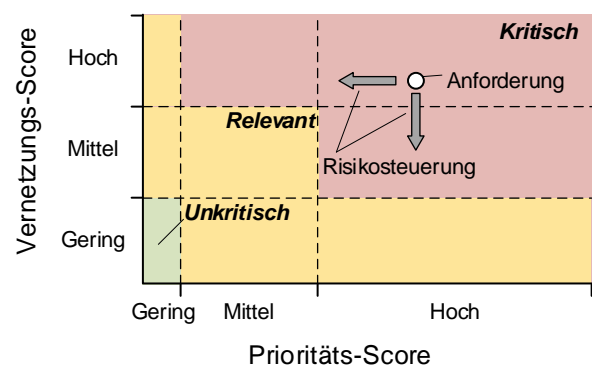 Vernetzungs-Score
Hoch
Mittel
Gering
Kritisch
Anforderung
Relevant
Risikosteuerung
Unkritisch
Gering
Mittel
Hoch
Prioritäts-Score